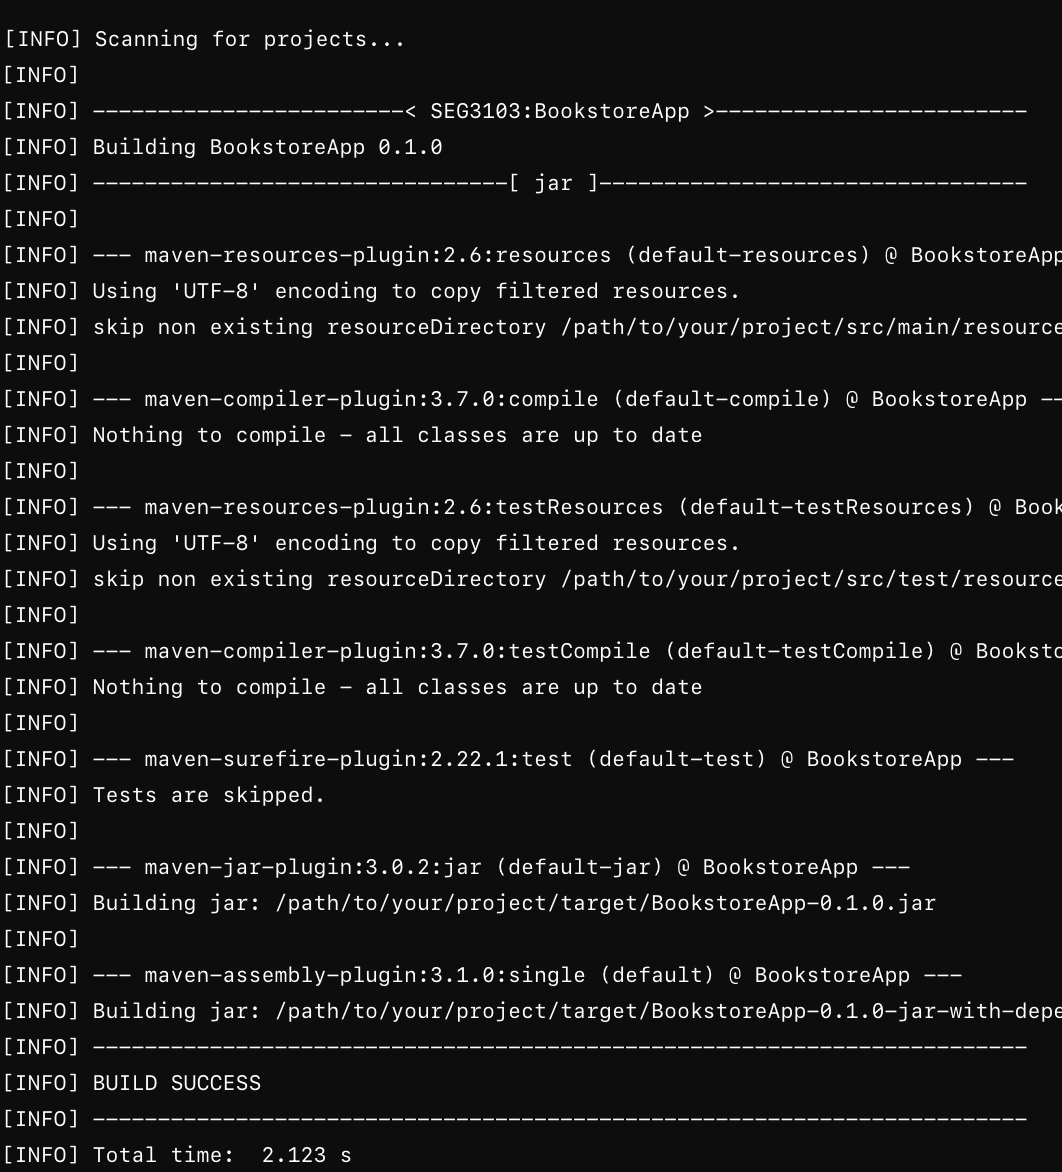 [INFO] Scanning for projects...
[INFO]
[INFO] ------------------------< SEG3103:BookstoreApp >------------------------
[INFO] Building BookstoreApp 0.1.0
[INFO] --------------------------------[ jar ]---------------------------------
[INFO]
[INFO] --- maven-resources-plugin:2.6:resources (default-resources) @ BookstoreApp
[INFO] Using 'UTF-8' encoding to copy filtered resources.
[INFO] skip non existing resourceDirectory /path/to/your/project/src/main/resource
[INFO]
[INFO] --- maven-compiler-plugin:3.7.0:compile (default-compile) @ BookstoreApp --
[INFO] Nothing to compile - all classes are up to date
[INFO]
[INFO] --- maven-resources-plugin:2.6:testResources (default-testResources) @ Book
[INFO] Using 'UTF-8' encoding to copy filtered resources.
[INFO] skip non existing resourceDirectory /path/to/your/project/src/test/resource
[INFO]
[INFO] --- maven-compiler-plugin:3.7.0:testCompile (default-testCompile) @ Booksto
[INFO] Nothing to compile - all classes are up to date
[INFO]
[INFO] --- maven-surefire-plugin:2.22.1:test (default-test) @ BookstoreApp ---
[INFO] Tests are skipped.
[INFO]
[INFO] --- maven-jar-plugin:3.0.2:jar (default-jar) @ BookstoreApp ---
[INFO] Building jar: /path/to/your/project/target/BookstoreApp-0.1.0.jar
[INFO]
[INFO] --- maven-assembly-plugin:3.1.0:single (default) @ BookstoreApp ---
[INFO] Building jar: /path/to/your/project/target/BookstoreApp-0.1.0-jar-with-depe
[INFO] ------------------------------------------------------------------------
[INFO] BUILD SUCCESS
[INFO] ------------------------------------------------------------------------
[INFO] Total time:  2.123 s